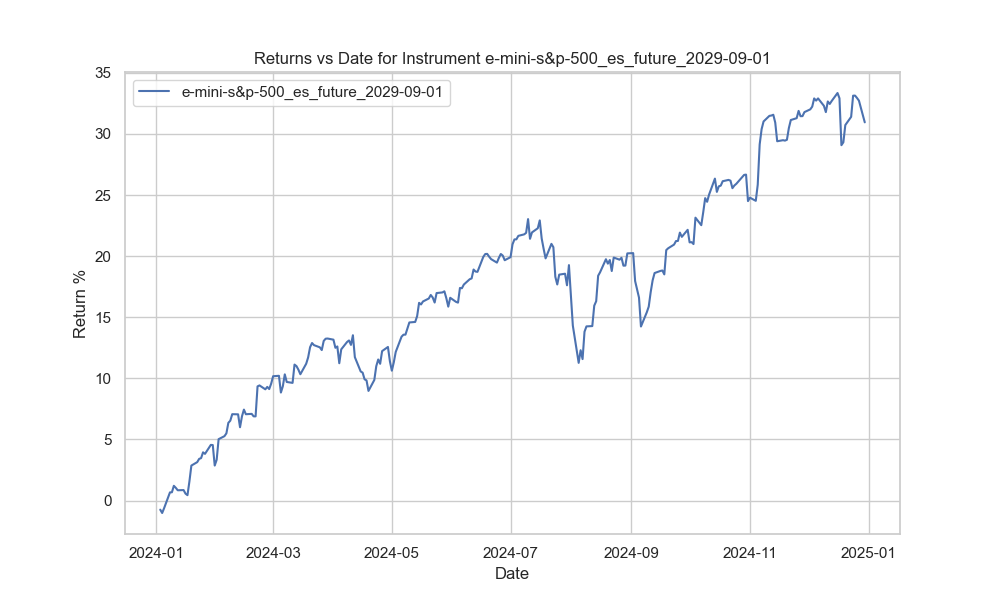 Returns vs Date for Instrument e-mini-s&p-500_es_future_2029-09-01
e-mini-s&p-500_es_future_2029-09-01
Return %
35
30
25
20
15
10
5
0
2024-01 2024-03 2024-05 2024-07 2024-09 2024-11 2025-01
Date